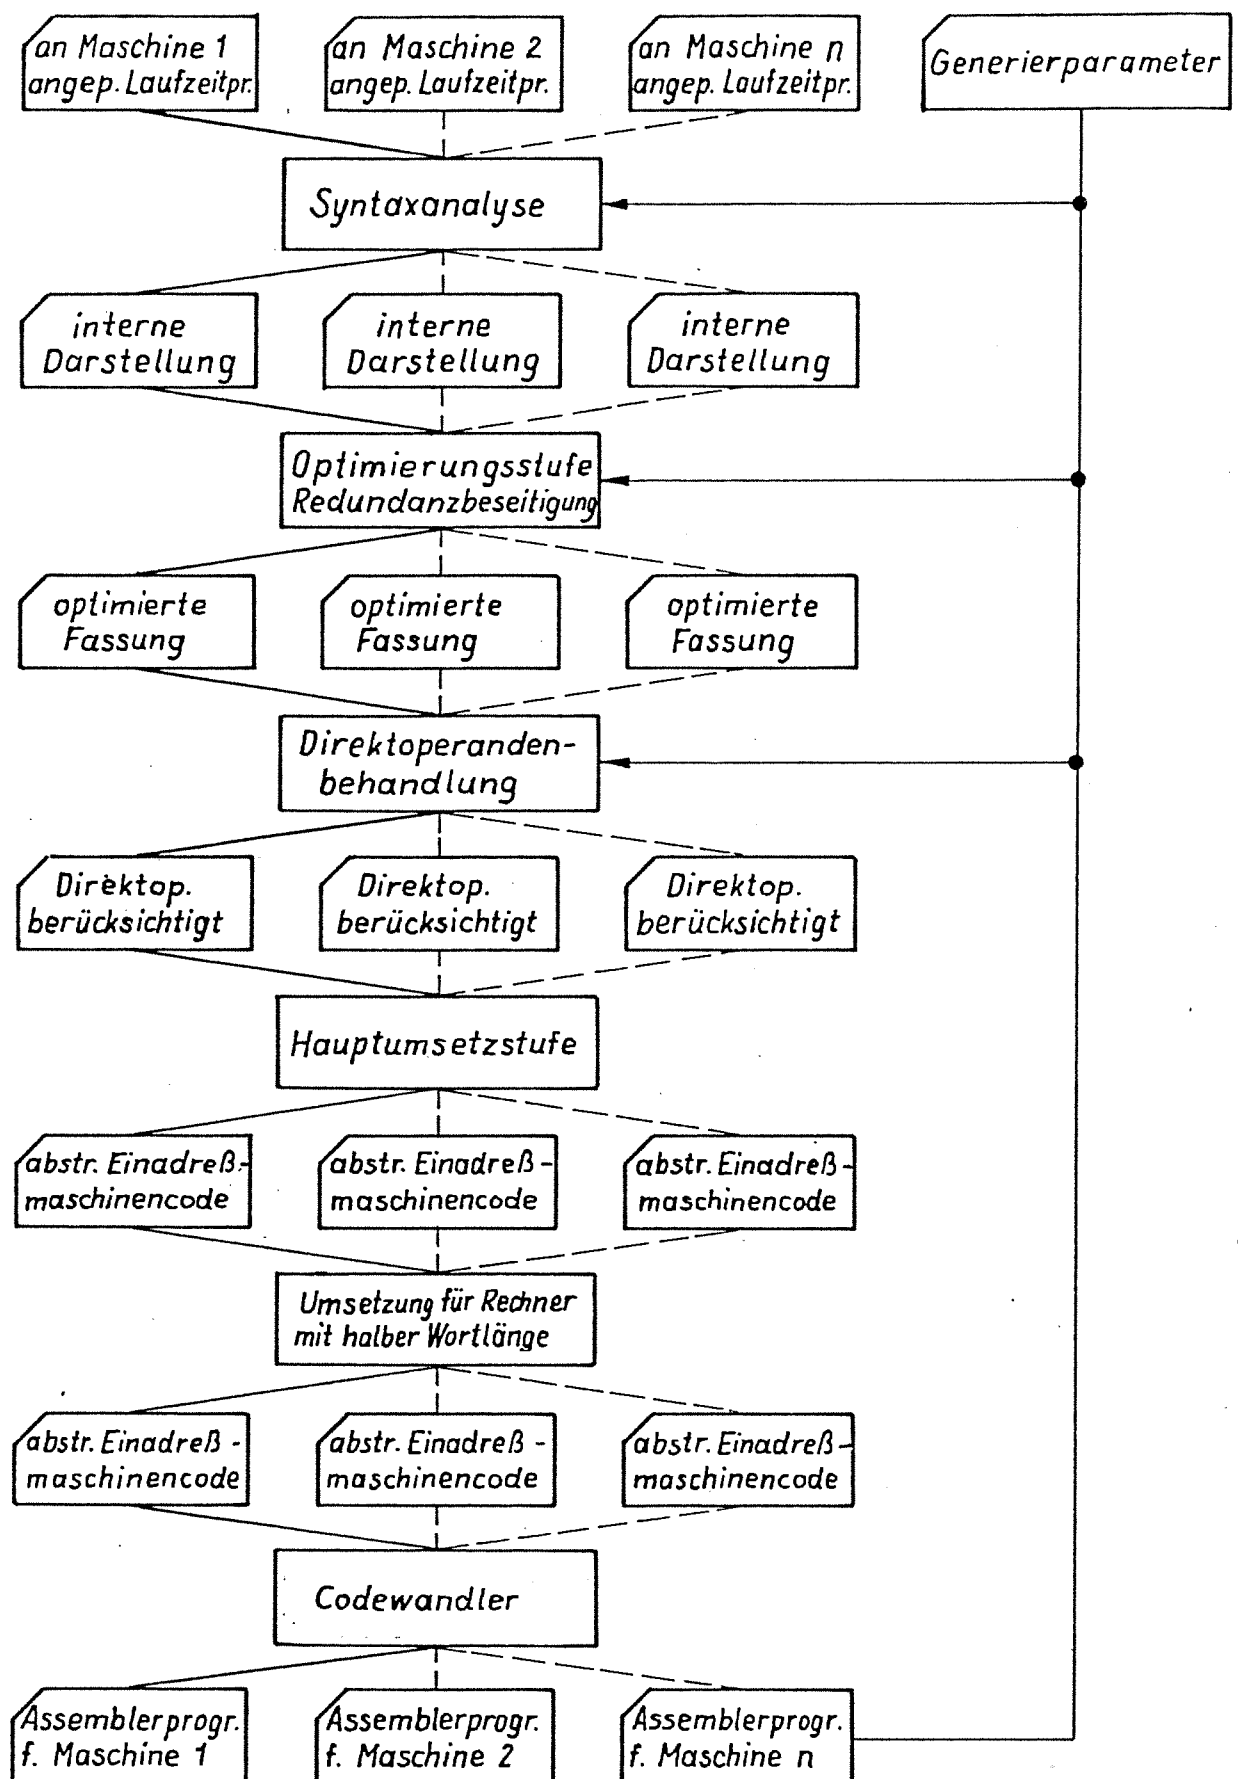 an Maschine 1
angep. Laufzeitpr.
an Maschine 2
angep. Laufzeitpr.
an Maschine n
angep. Laufzeitpr.
Generierparameter
Syntaxanalyse
interne
Darstellung
interne
Darstellung
interne
Darstellung
Optimierungsstufe
Redundanzbeseitigung
optimierte
Fassung
optimierte
Fassung
optimierte
Fassung
Direktoperanden-
behandlung
Direktop.
berücksichtigt
Direktop.
berücksichtigt
Direktop.
berücksichtigt
Hauptumsetzstufe
abstr. Einadreß-
maschinencode
abstr. Einadreß-
maschinencode
abstr. Einadreß-
maschinencode
Umsetzung für Rechner
mit halber Wortlänge
abstr. Einadreß-
maschinencode
abstr. Einadreß-
maschinencode
abstr. Einadreß-
maschinencode
Codewandler
Assemblerprogr.
f. Maschine 1
Assemblerprogr.
f. Maschine 2
Assemblerprogr.
f. Maschine n